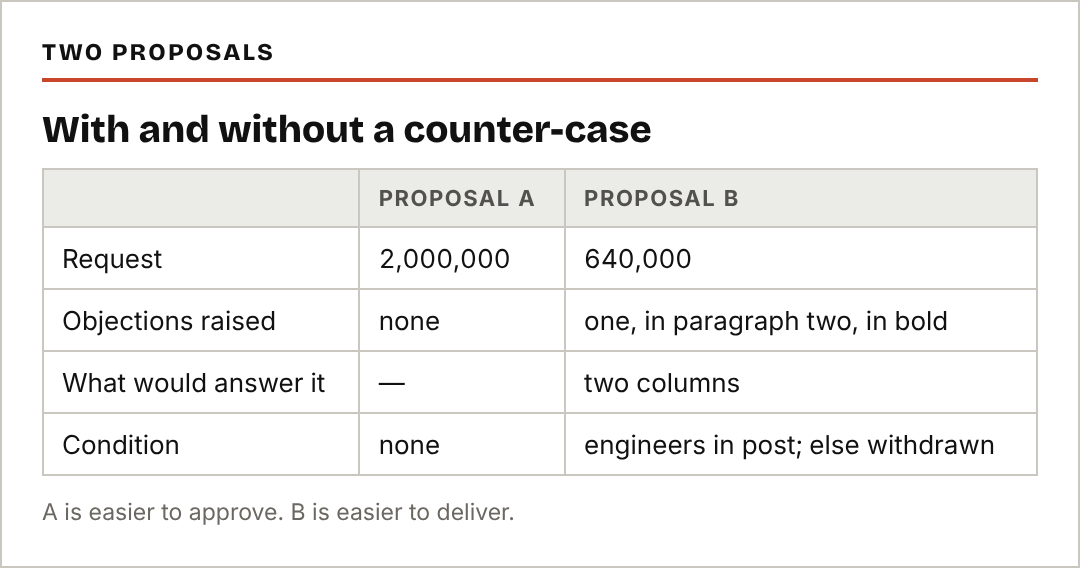 TWO PROPOSALS
With and without a counter-case
PROPOSAL A PROPOSAL B
Request 2,000,000 640,000
Objections raised none one, in paragraph two, in bold
What would answer it — two columns
Condition none engineers in post; else withdrawn
A is easier to approve. B is easier to deliver.